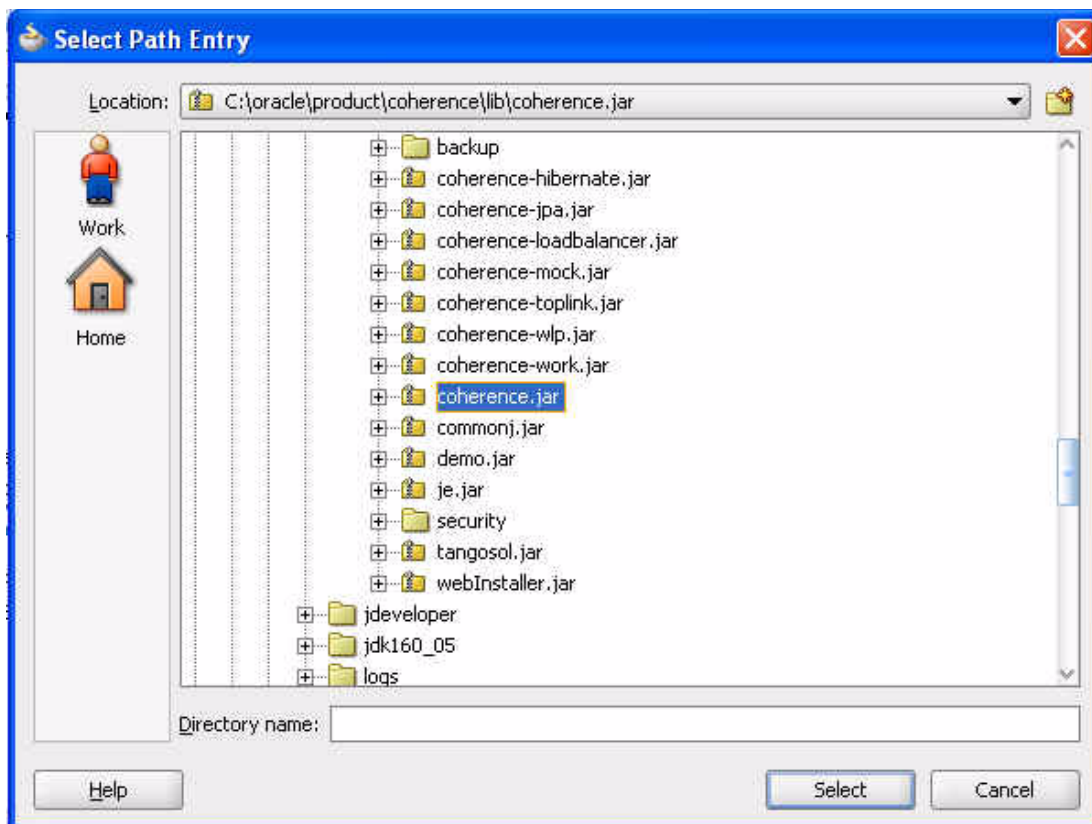 Select Path Entry
Location: C:\oracle\product\coherence\lib\coherence.jar
Work
Home
backup
coherence-hibernate.jar
coherence-jpa.jar
coherence-loadbalancer.jar
coherence-mock.jar
coherence-toplink.jar
coherence-wlp.jar
coherence-work.jar
coherence.jar
commonj.jar
demo.jar
je.jar
security
tangosol.jar
webInstaller.jar
jdeveloper
jdk160_05
logs
Directory name:
Help Select Cancel